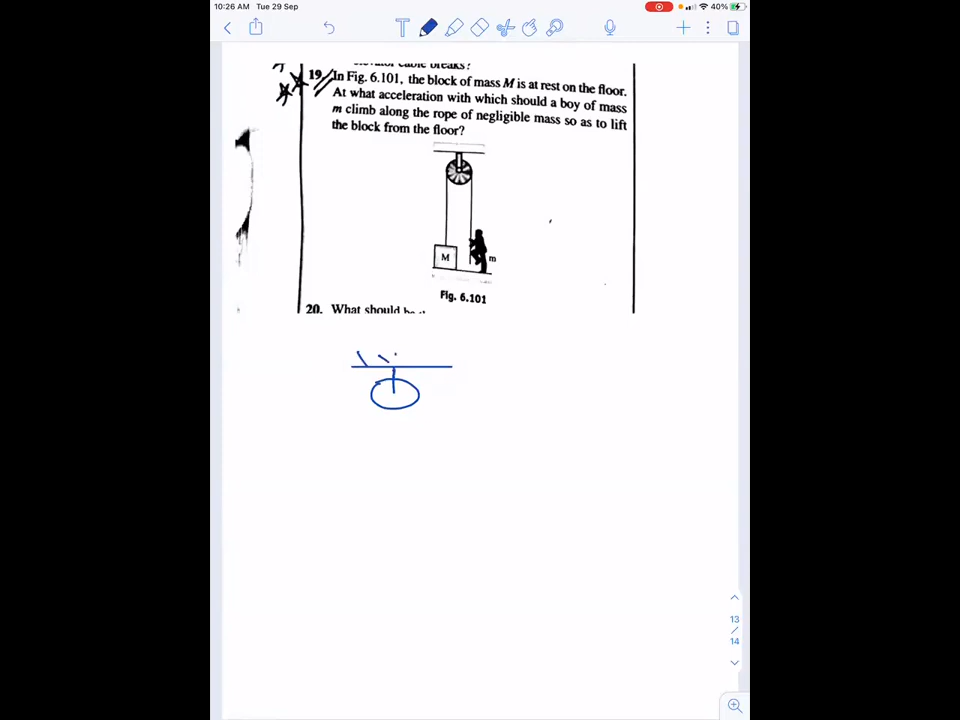 10:26 AM Tue 29 Sep
40%
19. In Fig. 6.101, the block of mass M is at rest on the floor.
At what acceleration with which should a boy of mass
m climb along the rope of negligible mass so as to lift
the block from the floor?
M
m
Fig. 6.101
20. What should
13
/
14